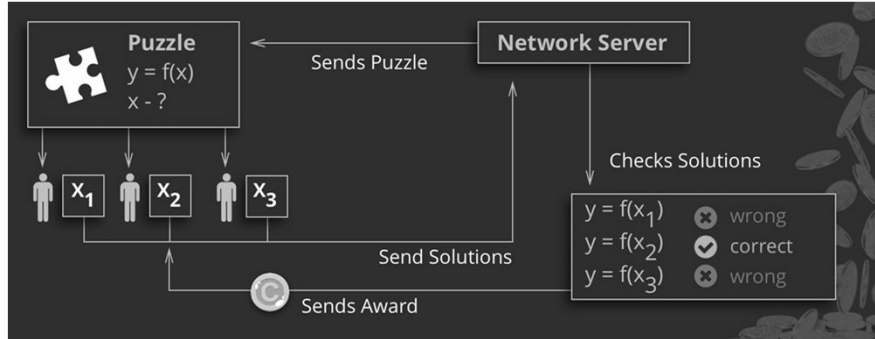 Puzzle
y = f(x)
x - ?
Sends Puzzle
Network Server
Checks Solutions
X₁
X₂
X₃
Send Solutions
y = f(x₁)
wrong
y = f(x₂)
correct
y = f(x₃)
wrong
C
Sends Award